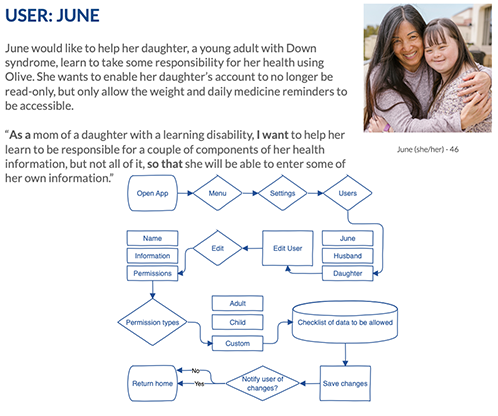 USER: JUNE
June would like to help her daughter, a young adult with Down
syndrome, learn to take some responsibility for her health using
Olive. She wants to enable her daughter's account to no longer be
read-only, but only allow the weight and daily medicine reminders to
be accessible.
"As a mom of a daughter with a learning disability, I want to help her
learn to be responsible for a couple of components of her health
information, but not all of it, so that she will be able to enter some of
her own information."
June (she/her) - 46
Open App
Menu
Settings
Users
Name
Information
Permissions
Edit
Edit User
June
Husband
Daughter
Permission types
Adult
Child
Custom
Checklist of data to be allowed
Return home
No
Yes
Notify user of
changes?
Save changes